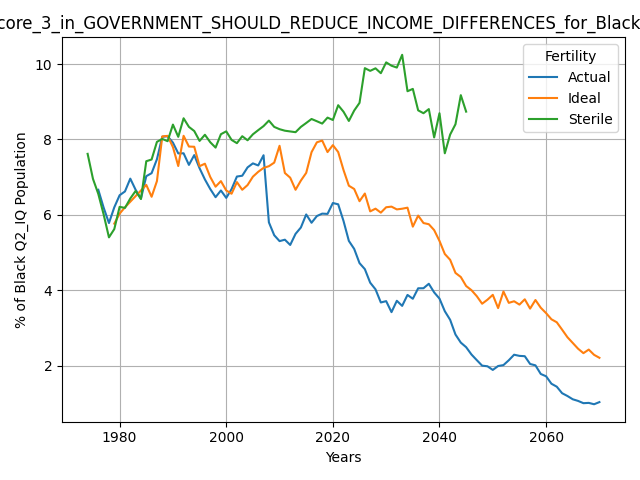 core_3_in_GOVERNMENT_SHOULD_REDUCE_INCOME_DIFFERENCES_for_Black
10
8
6
4
2
% of Black Q2_IQ Population
Fertility
Actual
Ideal
Sterile
1980
2000
2020
2040
2060
Years